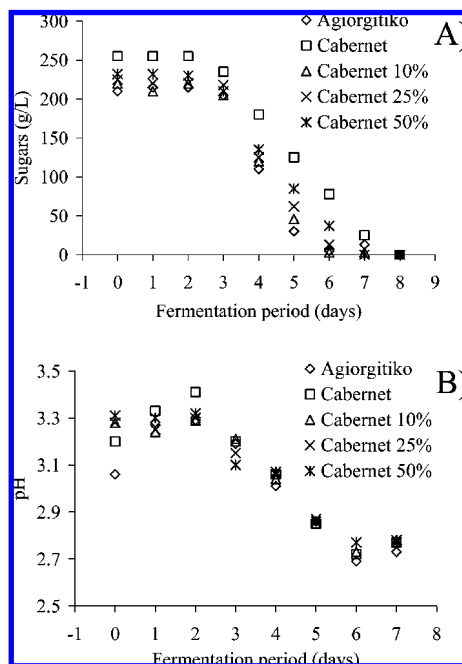 A)
300
250
200
150
100
50
0
Sugars (g/L)
Agiorgitiko
Cabernet
Cabernet 10%
Cabernet 25%
Cabernet 50%
-1 0 1 2 3 4 5 6 7 8 9
Fermentation period (days)
B)
3.5
3.3
3.1
2.9
2.7
2.5
pH
Agiorgitiko
Cabernet
Cabernet 10%
Cabernet 25%
Cabernet 50%
-1 0 1 2 3 4 5 6 7 8
Fermentation period (days)